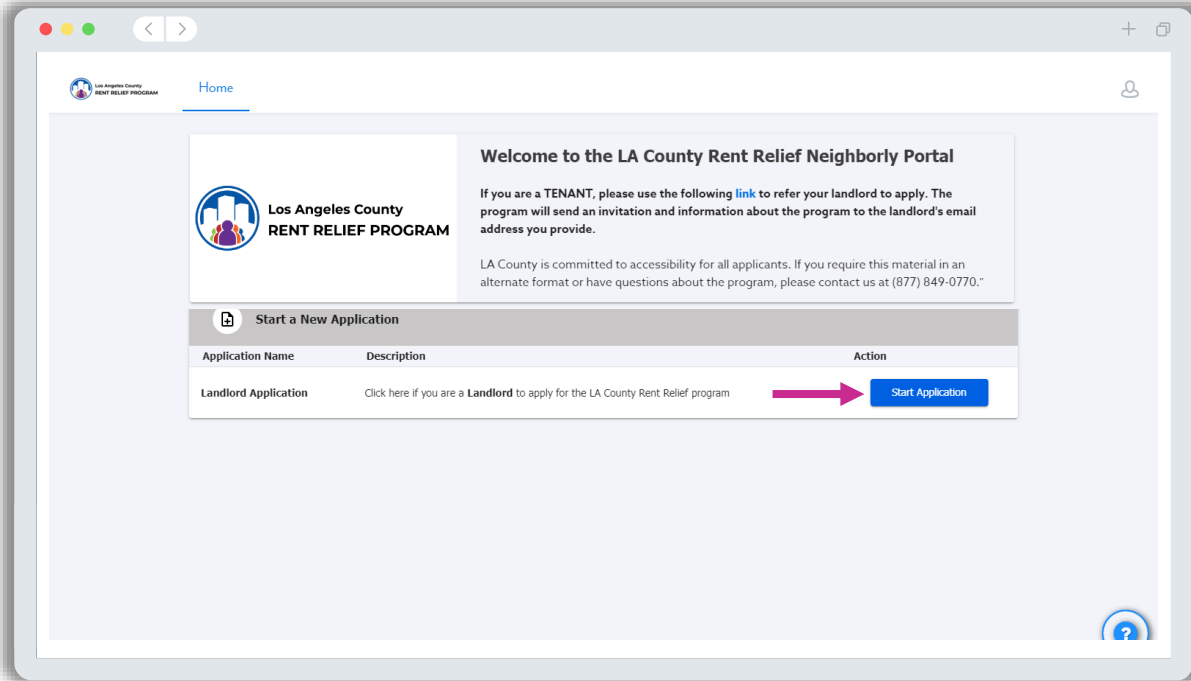 Los Angeles County
RENT RELIEF PROGRAM
Home
Los Angeles County
RENT RELIEF PROGRAM
Welcome to the LA County Rent Relief Neighborly Portal
If you are a TENANT, please use the following link to refer your landlord to apply. The
program will send an invitation and information about the program to the landlord's email
address you provide.
LA County is committed to accessibility for all applicants. If you require this material in an
alternate format or have questions about the program, please contact us at (877) 849-0770."
Start a New Application
Application Name Description Action
Landlord Application Click here if you are a Landlord to apply for the LA County Rent Relief program Start Application
?